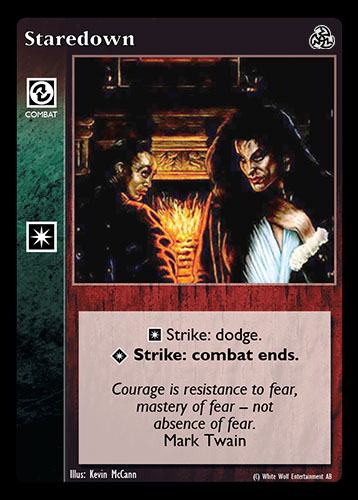 Staredown
COMBAT
Strike: dodge.
Strike: combat ends.
Courage is resistance to fear,
mastery of fear – not
absence of fear.
Mark Twain
Illus: Kevin McCann
(C) White Wolf Entertainment AB